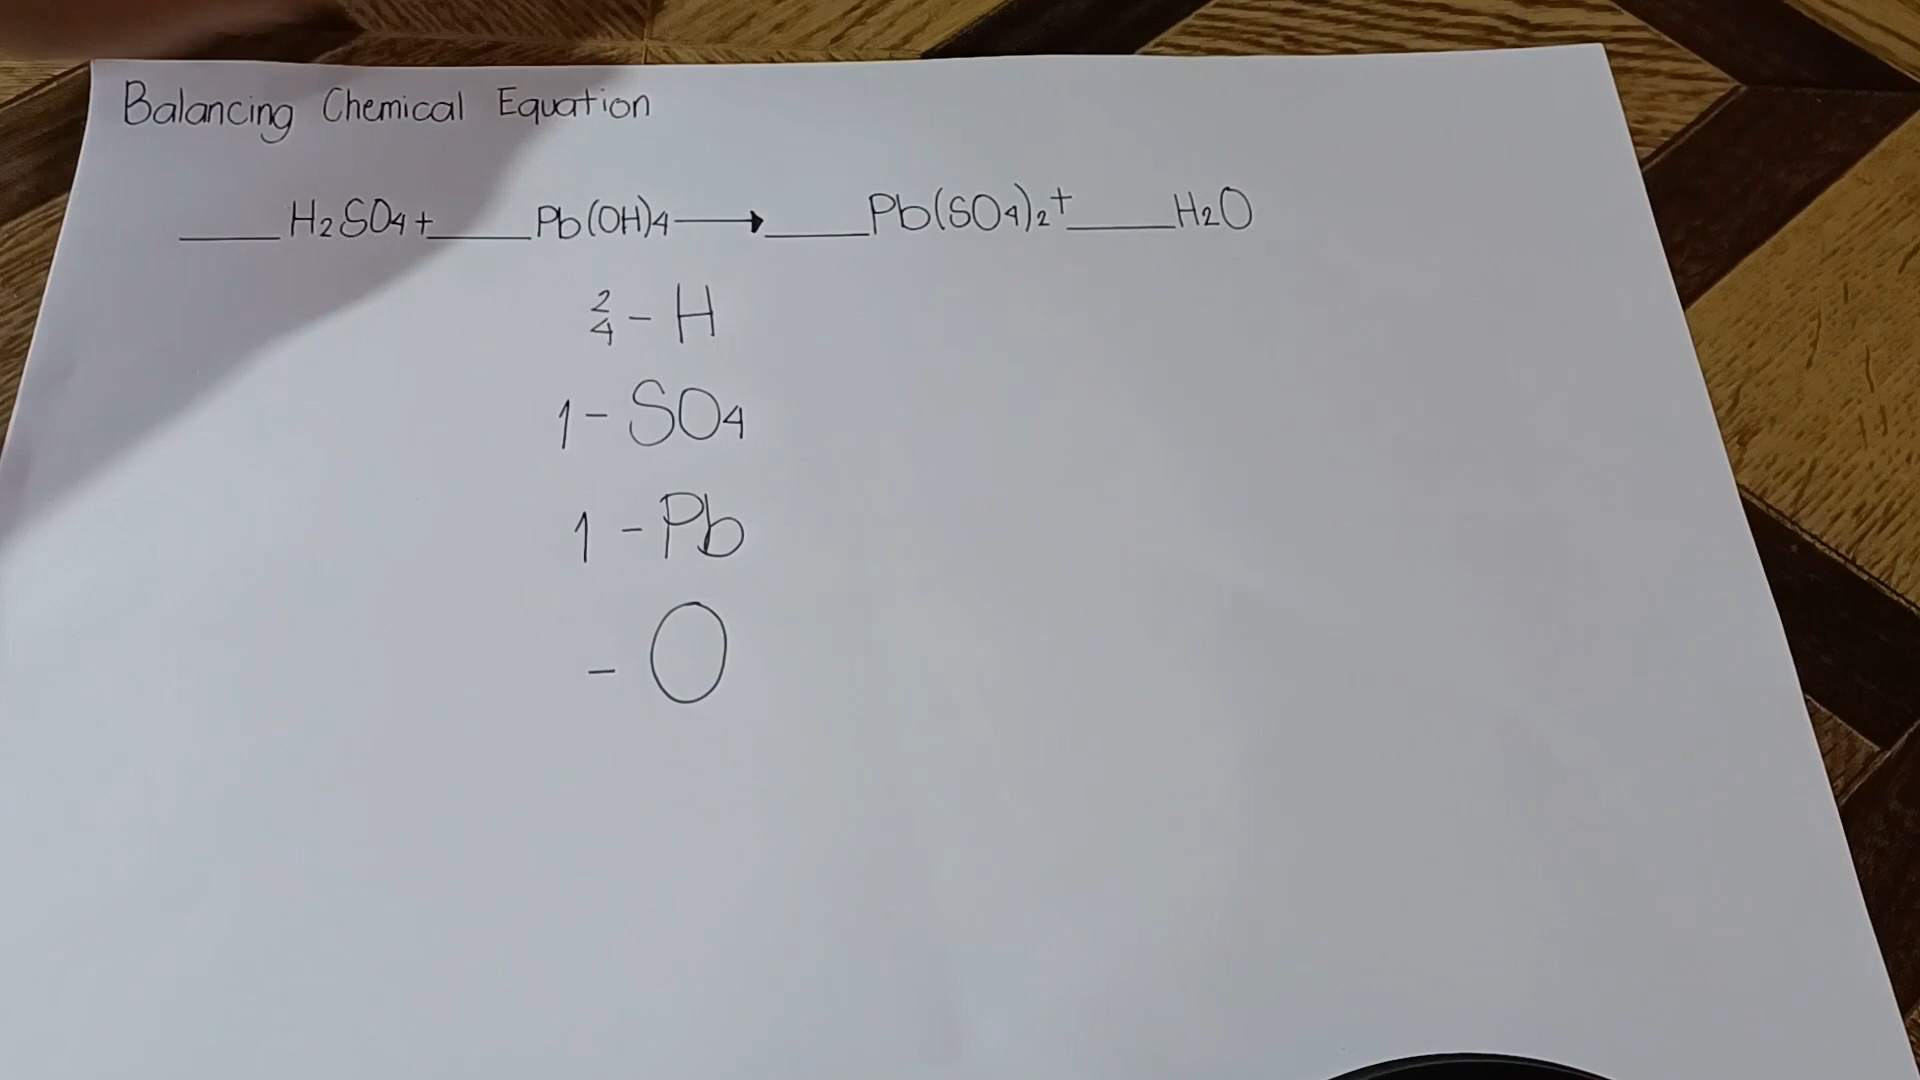 Balancing Chemical Equation
____H2SO4+____Pb(OH)4→____Pb(SO4)2+____H2O
2
4 - H
1 - SO4
1 - Pb
- O